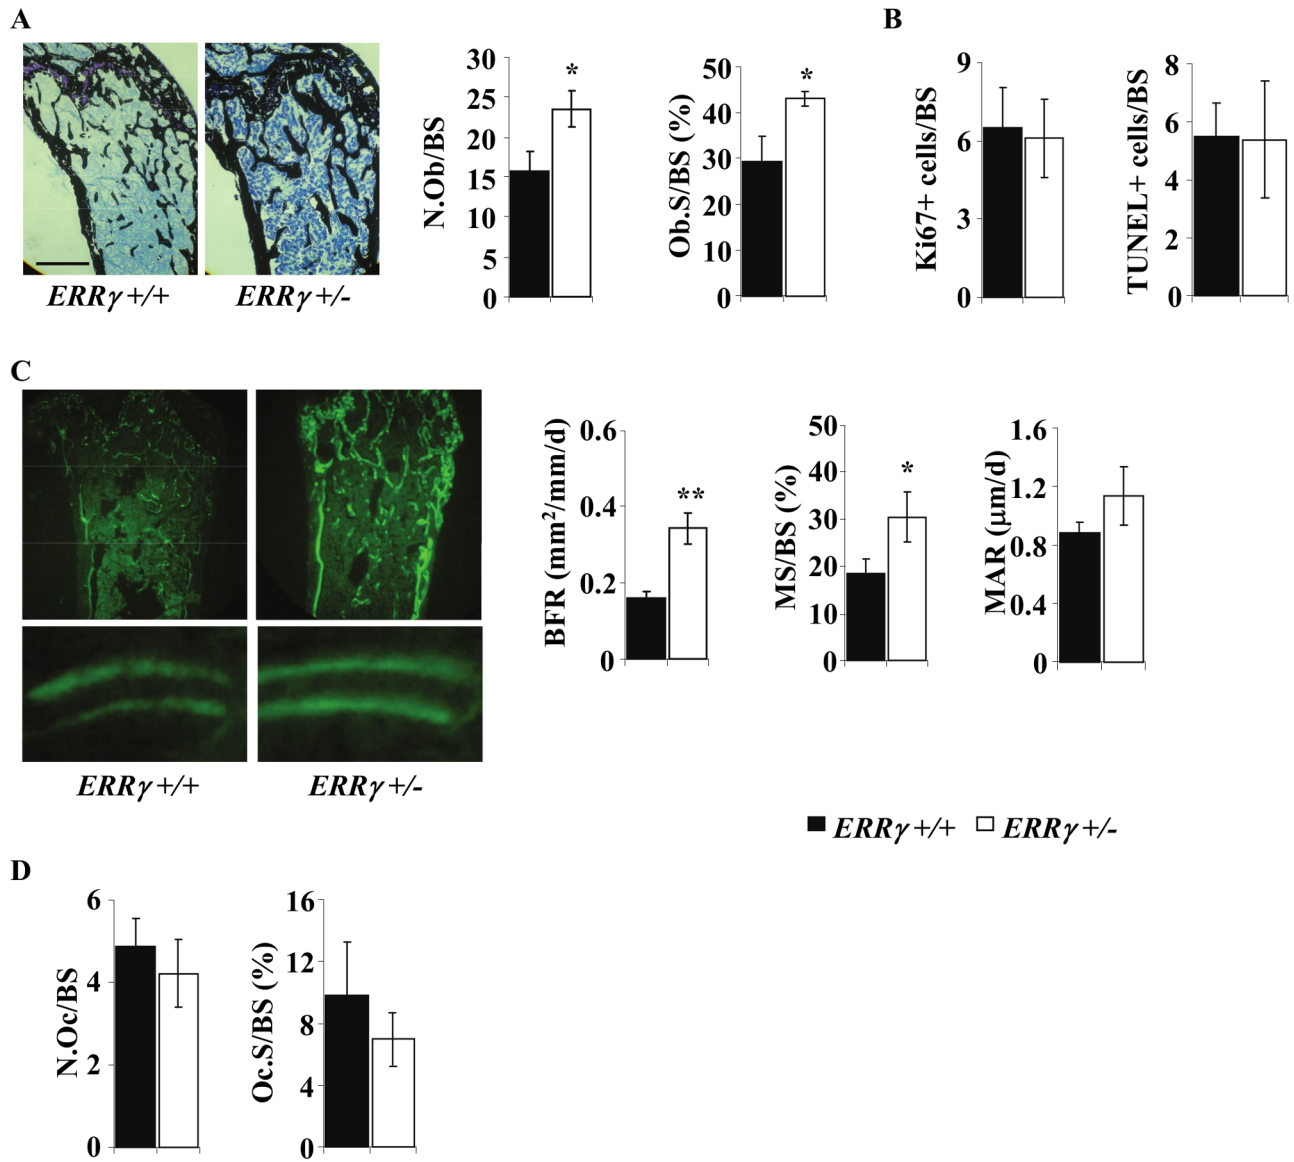 A
B
ERRγ +/+
ERRγ +/-
N.Ob/BS
30
25
20
15
10
5
0
*
Ob.S/BS (%)
50
40
30
20
10
0
*
Ki67+ cells/BS
9
6
3
0
TUNEL+ cells/BS
8
6
4
2
0
C
ERRγ +/+
ERRγ +/-
BFR (mm²/mm/d)
0.6
0.4
0.2
0
**
MS/BS (%)
50
40
30
20
10
0
*
MAR (μm/d)
1.6
1.2
0.8
0.4
0
ERRγ +/+ ERRγ +/-
D
N.Oc/BS
6
4
2
0
Oc.S/BS (%)
16
12
8
4
0